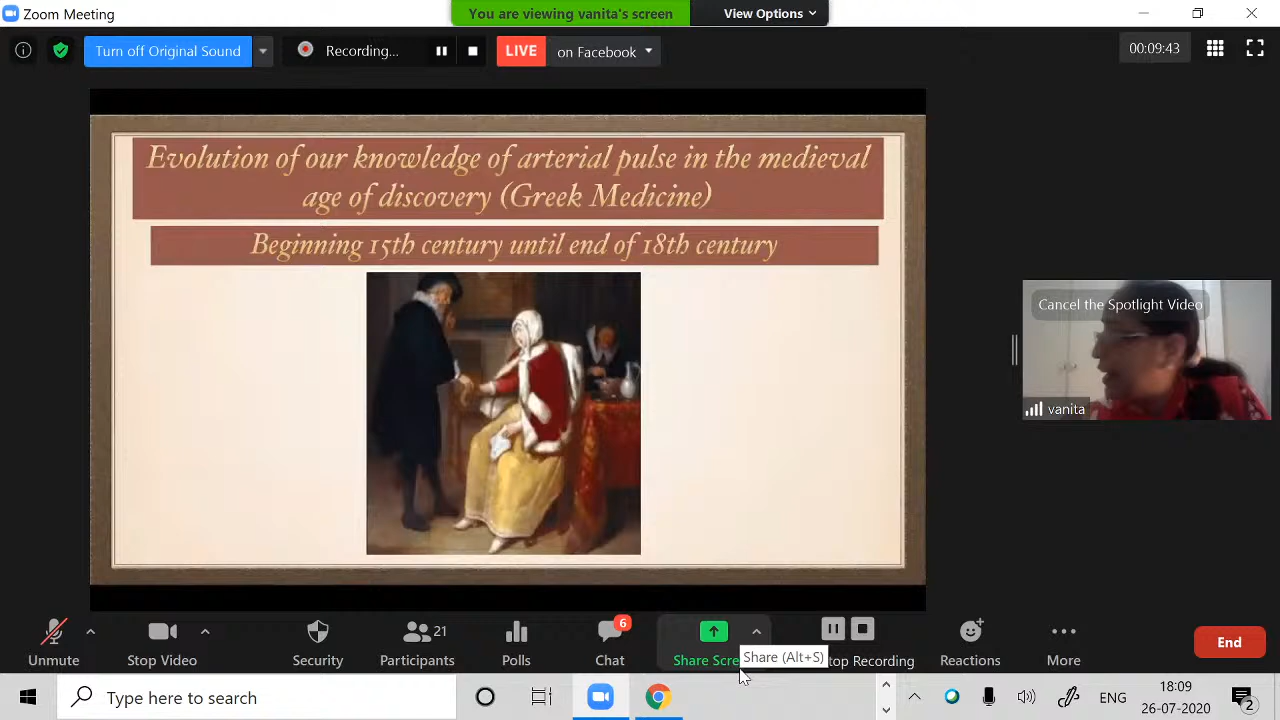 Zoom Meeting
You are viewing vanita's screen
View Options
Turn off Original Sound
Recording...
LIVE
on Facebook
00:09:43
Evolution of our knowledge of arterial pulse in the medieval
age of discovery (Greek Medicine)
Beginning 15th century until end of 18th century
Cancel the Spotlight Video
vanita
Unmute
Stop Video
Security
21
Participants
Polls
6
Chat
Share Scre
Share (Alt+S)
top Recording
Reactions
More
End
Type here to search
ENG
18:09
26-07-2020
2